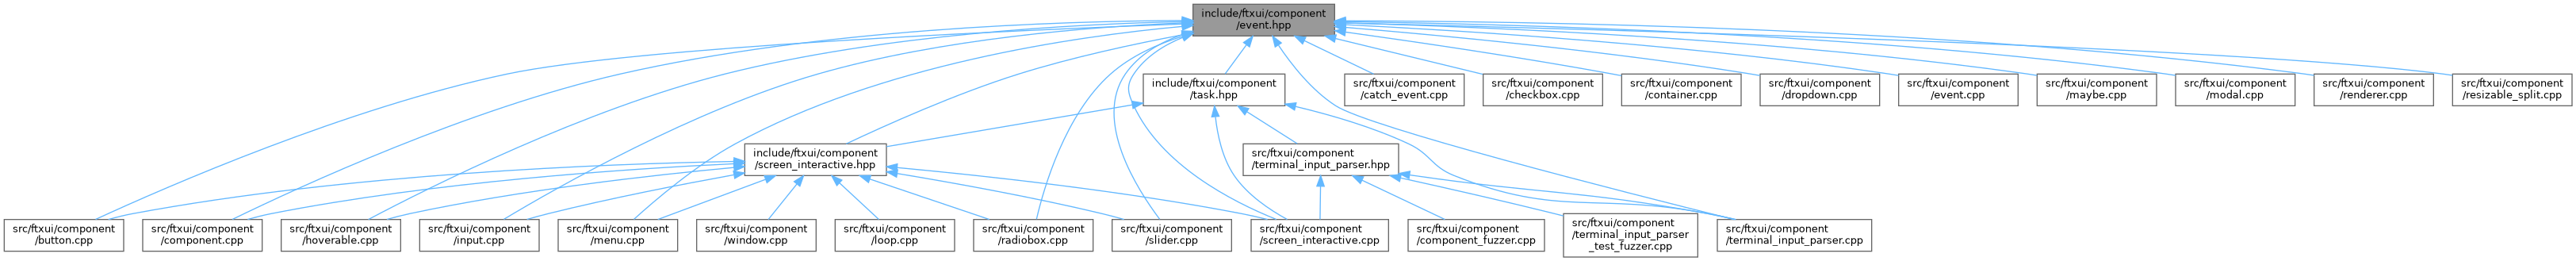 include/ftxui/component
/event.hpp
include/ftxui/component
/task.hpp
src/ftxui/component
/catch_event.cpp
src/ftxui/component
/checkbox.cpp
src/ftxui/component
/container.cpp
src/ftxui/component
/dropdown.cpp
src/ftxui/component
/event.cpp
src/ftxui/component
/maybe.cpp
src/ftxui/component
/modal.cpp
src/ftxui/component
/renderer.cpp
src/ftxui/component
/resizable_split.cpp
include/ftxui/component
/screen_interactive.hpp
src/ftxui/component
/terminal_input_parser.hpp
src/ftxui/component
/button.cpp
src/ftxui/component
/component.cpp
src/ftxui/component
/hoverable.cpp
src/ftxui/component
/input.cpp
src/ftxui/component
/menu.cpp
src/ftxui/component
/window.cpp
src/ftxui/component
/loop.cpp
src/ftxui/component
/radiobox.cpp
src/ftxui/component
/slider.cpp
src/ftxui/component
/screen_interactive.cpp
src/ftxui/component
/component_fuzzer.cpp
src/ftxui/component
/terminal_input_parser
_test_fuzzer.cpp
src/ftxui/component
/terminal_input_parser.cpp